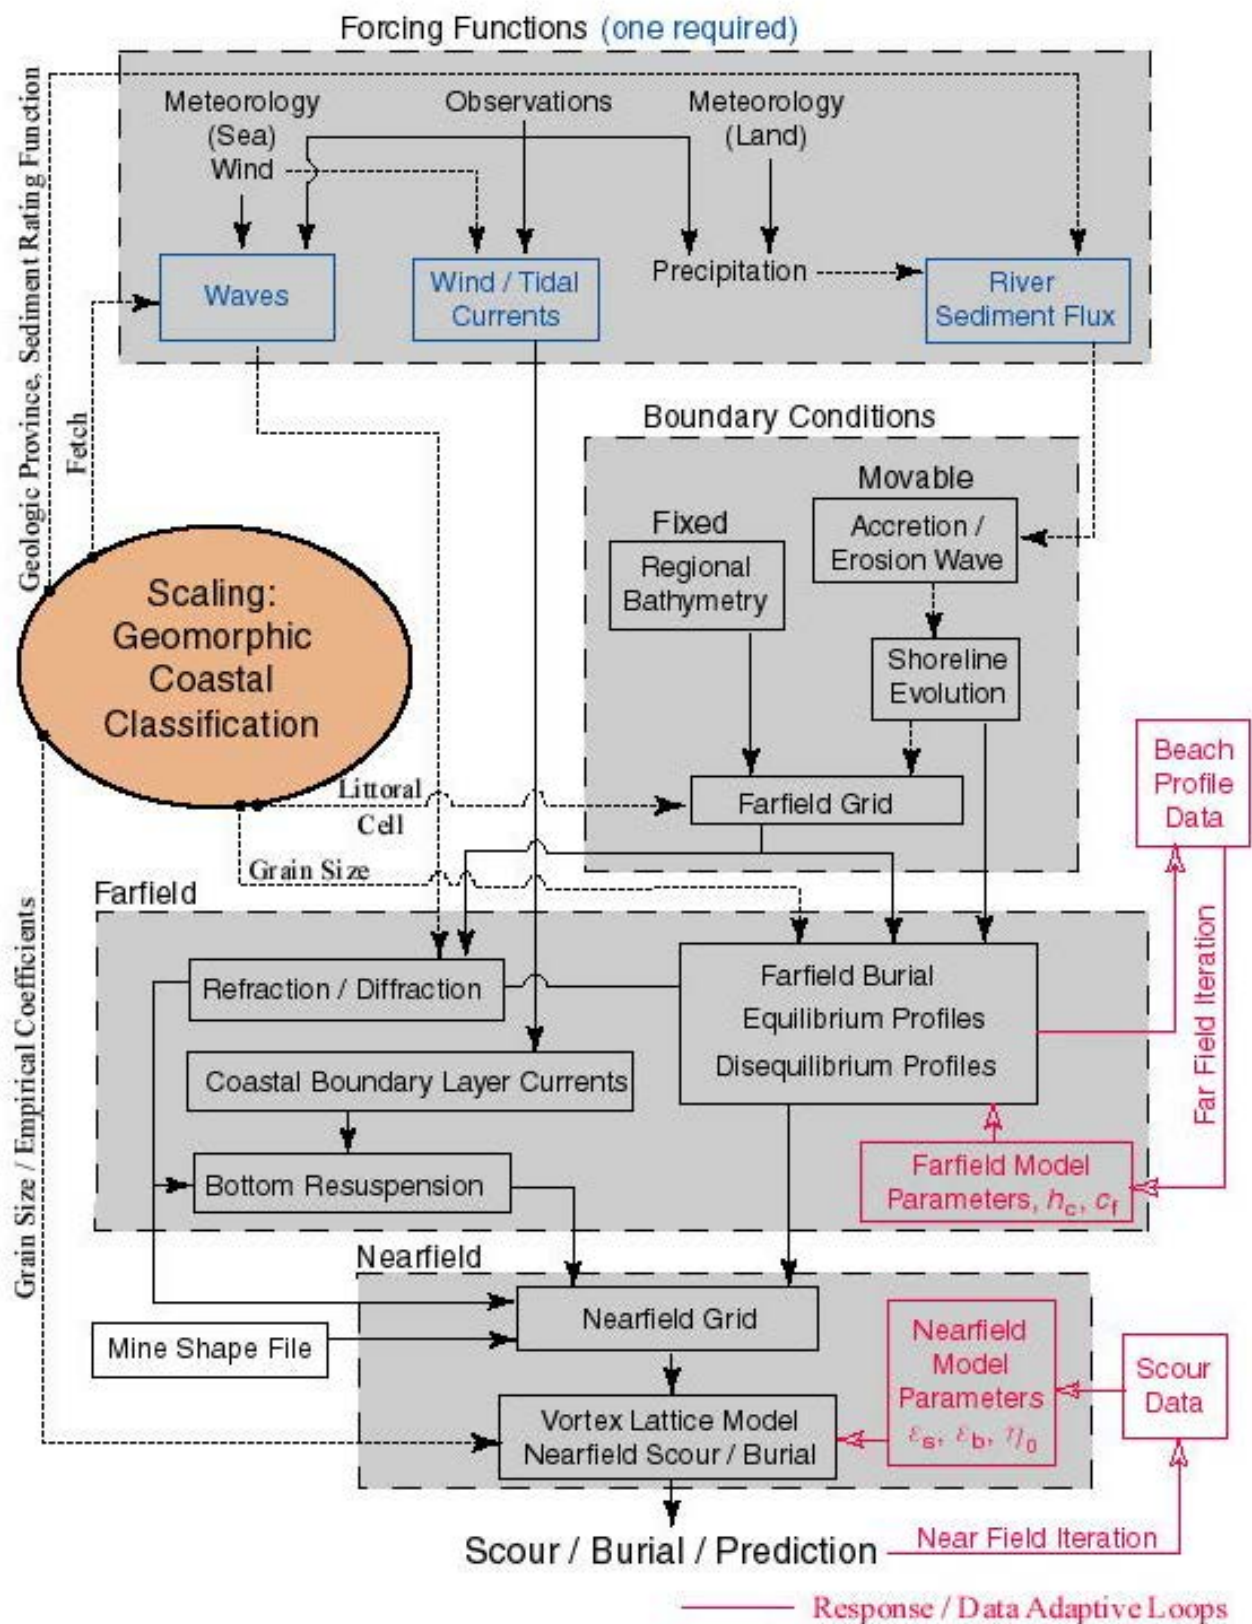 Forcing Functions (one required)
Meteorology
(Sea)
Wind
Observations
Meteorology
(Land)
Waves
Wind / Tidal
Currents
Precipitation
River
Sediment Flux
Geologic Province, Sediment Rating Function
Fetch
Boundary Conditions
Movable
Accretion /
Erosion Wave
Fixed
Regional
Bathymetry
Shoreline
Evolution
Scaling:
Geomorphic
Coastal
Classification
Littoral
Cell
Farfield Grid
Grain Size
Beach
Profile
Data
Farfield
Refraction / Diffraction
Farfield Burial
Equilibrium Profiles
Disequilibrium Profiles
Coastal Boundary Layer Currents
Bottom Resuspension
Farfield Model
Parameters, hc, cf
Far Field Iteration
Grain Size / Empirical Coefficients
Nearfield
Nearfield Grid
Mine Shape File
Nearfield
Model
Parameters
εs, εb, η0
Scour
Data
Vortex Lattice Model
Nearfield Scour / Burial
Scour / Burial / Prediction
Near Field Iteration
Response / Data Adaptive Loops